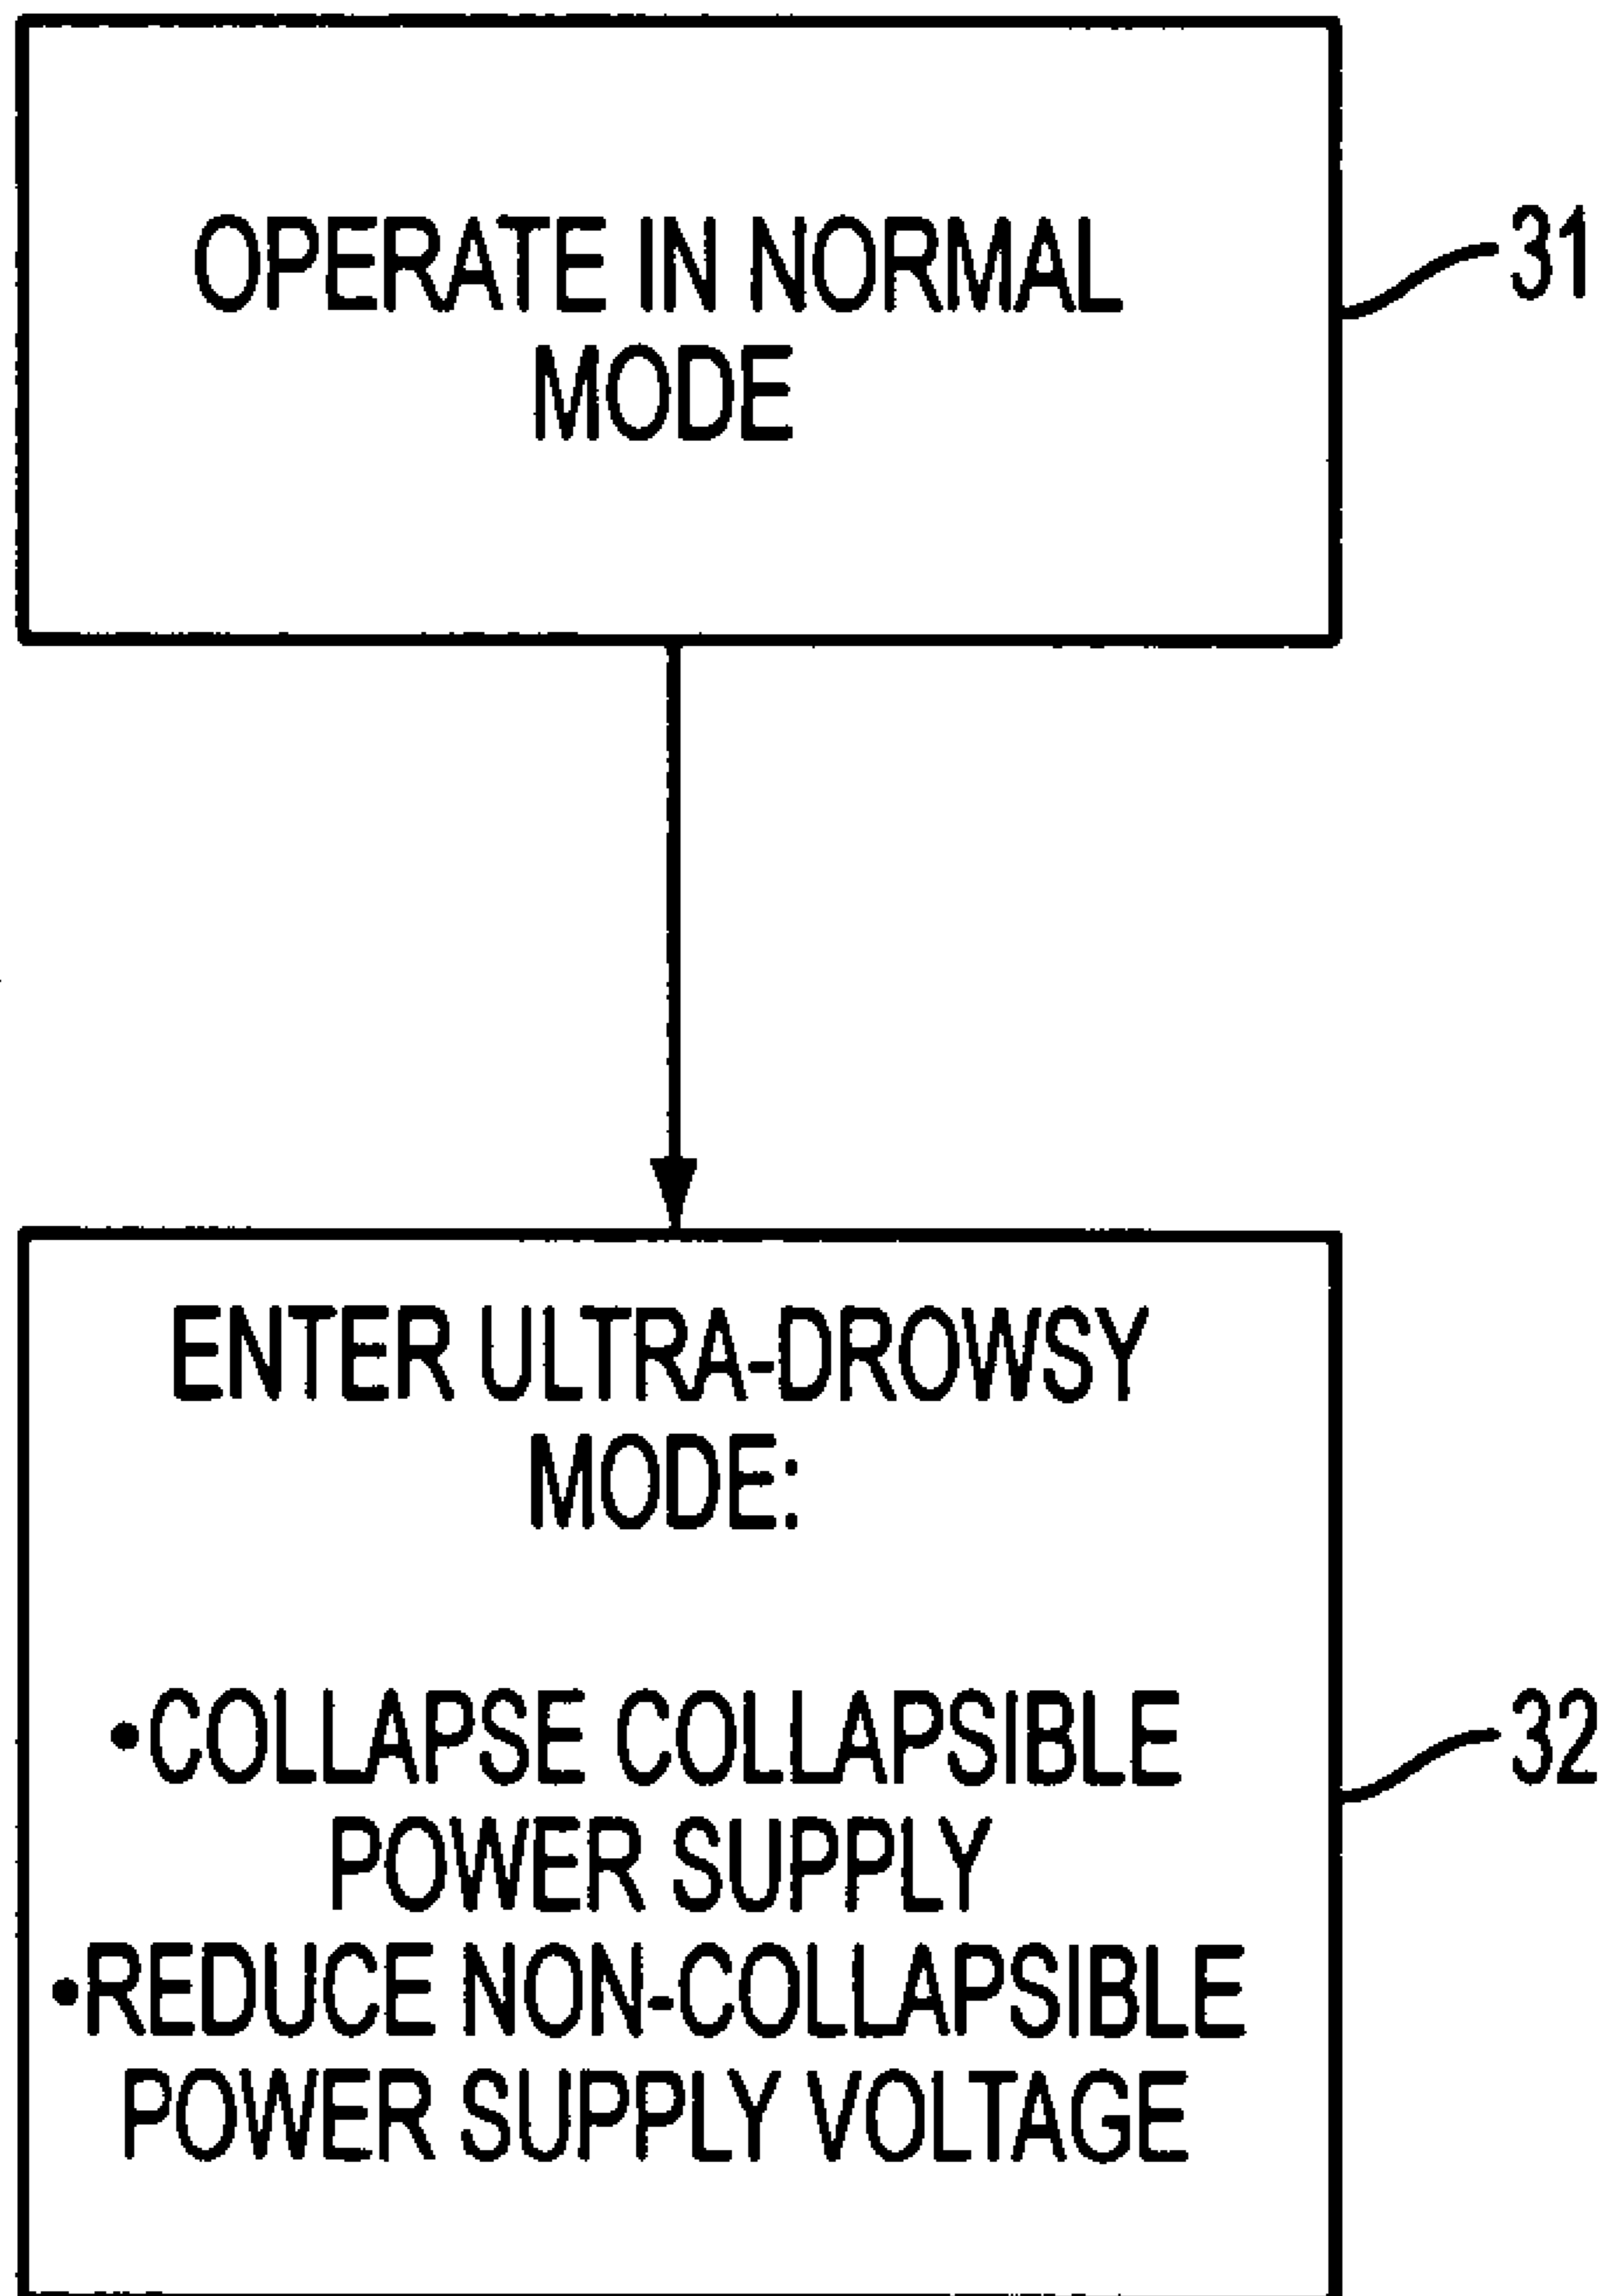 OPERATE IN NORMAL
MODE
31
ENTER ULTRA-DROWSY
MODE:
•COLLAPSE COLLAPSIBLE
POWER SUPPLY
•REDUCE NON-COLLAPSIBLE
POWER SUPPLY VOLTAGE
32